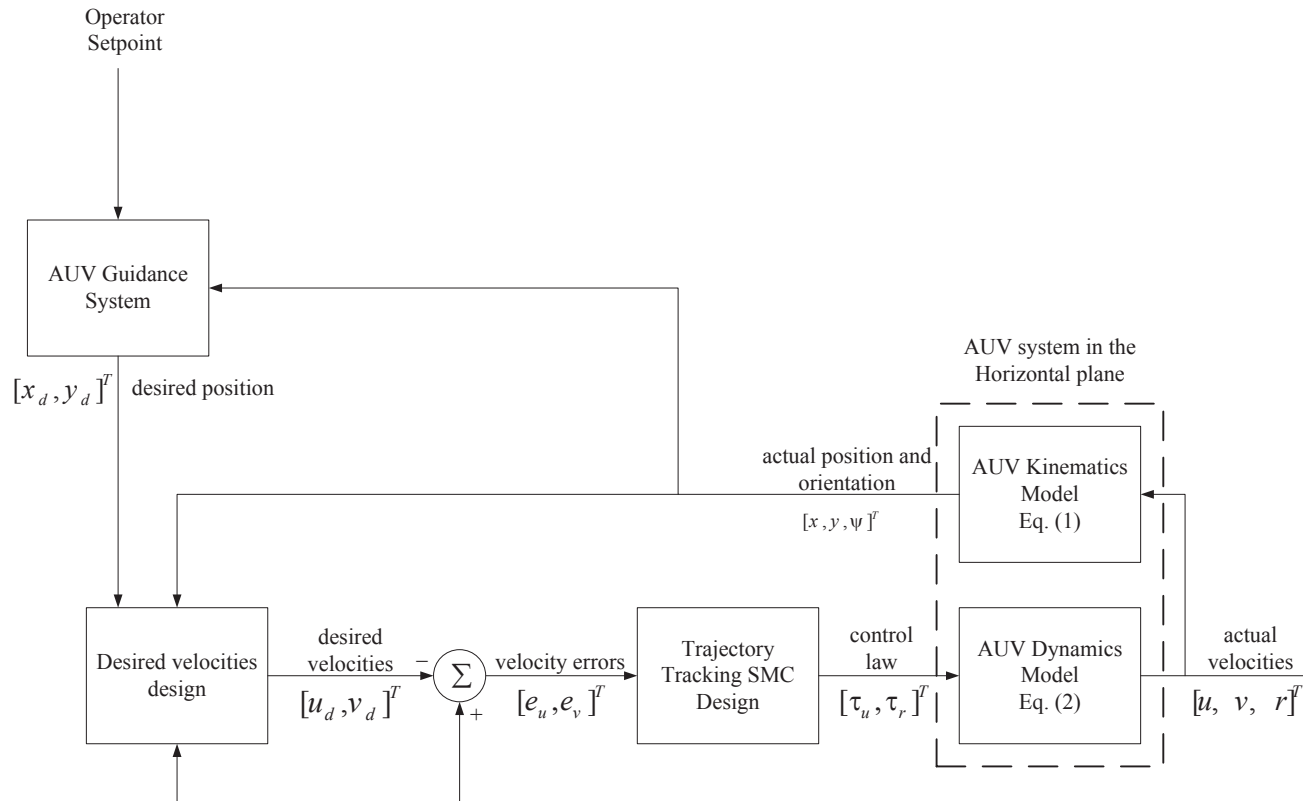 Operator
Setpoint
AUV Guidance
System
[x_d, y_d]^T
desired position
AUV system in the
Horizontal plane
actual position and
orientation
[x, y, ψ]^T
AUV Kinematics
Model
Eq. (1)
Desired velocities
design
desired
velocities
[u_d, v_d]^T
−
Σ
+
velocity errors
[e_u, e_v]^T
Trajectory
Tracking SMC
Design
control
law
[τ_u, τ_r]^T
AUV Dynamics
Model
Eq. (2)
actual
velocities
[u, v, r]^T